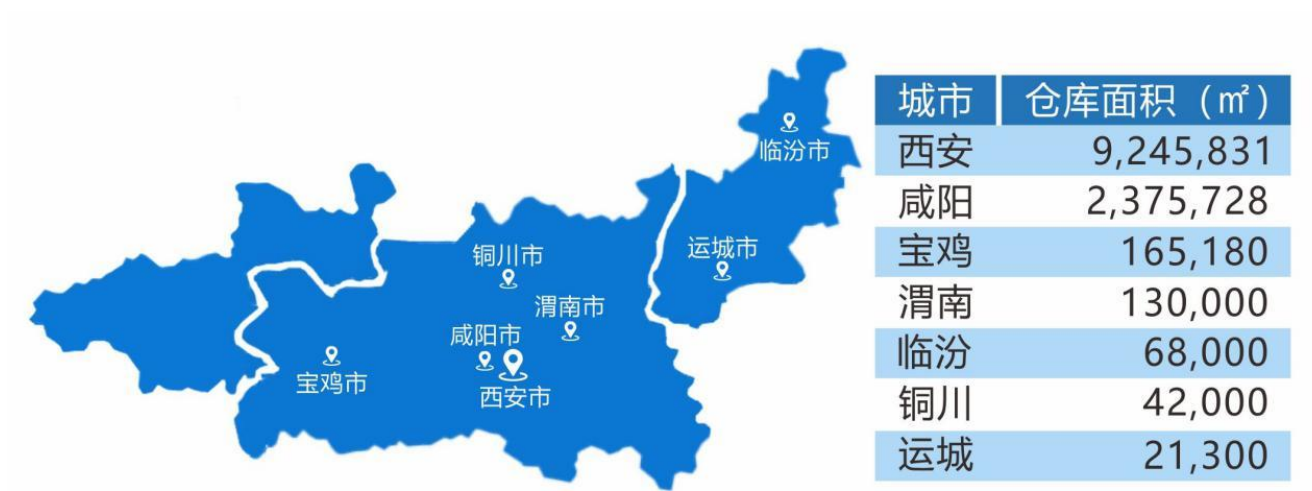 临汾市
运城市
铜川市
渭南市
咸阳市
宝鸡市
西安市
城市 仓库面积（㎡）
西安 9,245,831
咸阳 2,375,728
宝鸡 165,180
渭南 130,000
临汾 68,000
铜川 42,000
运城 21,300